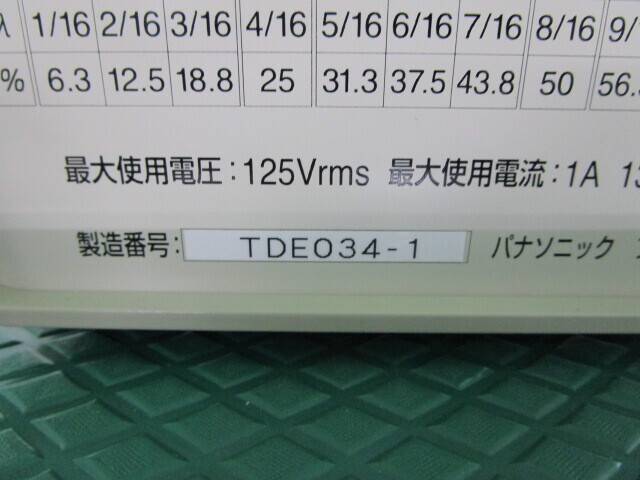 1/16 2/16 3/16 4/16 5/16 6/16 7/16 8/16
% 6.3 12.5 18.8 25 31.3 37.5 43.8 50 56.
最大使用電圧：125Vrms 最大使用電流：1A
製造番号： TDE034-1 パナソニック